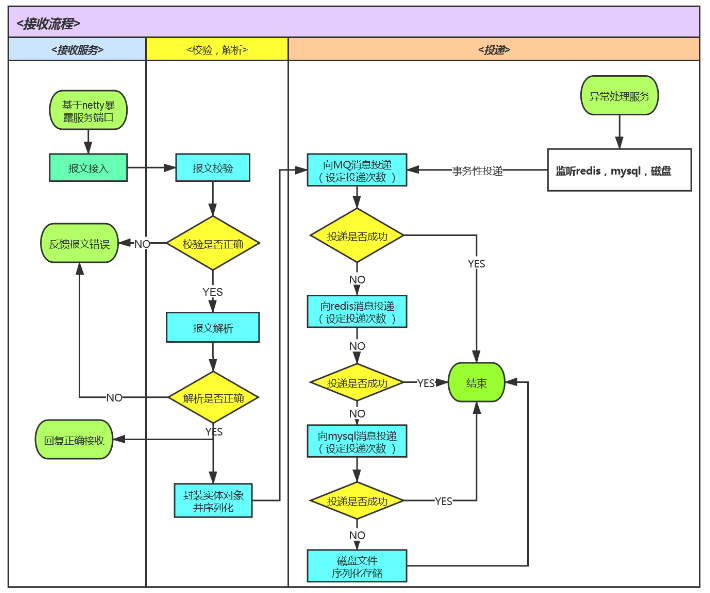 <接收流程>
<接收服务>
<校验，解析>
<投递>
基于netty暴
露服务端口
异常处理服务
报文接入
报文校验
向MQ消息投递
（设定投递次数 ）
事务性投递
监听redis，mysql，磁盘
反馈报文错误
NO
校验是否正确
投递是否成功
YES
YES
NO
向redis消息投递
（设定投递次数 ）
报文解析
NO
解析是否正确
NO
投递是否成功
YES
结束
NO
回复正确接收
YES
向mysql消息投递
（设定投递次数 ）
封装实体对象
并序列化
投递是否成功
YES
NO
磁盘文件
序列化存储